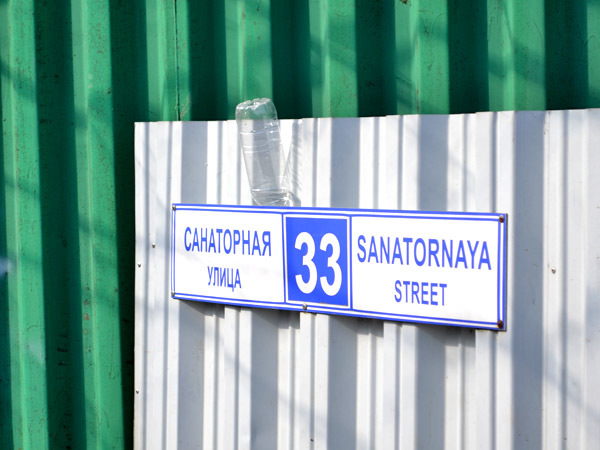 САНАТОРНАЯ
УЛИЦА
33
SANATORNAYA
STREET